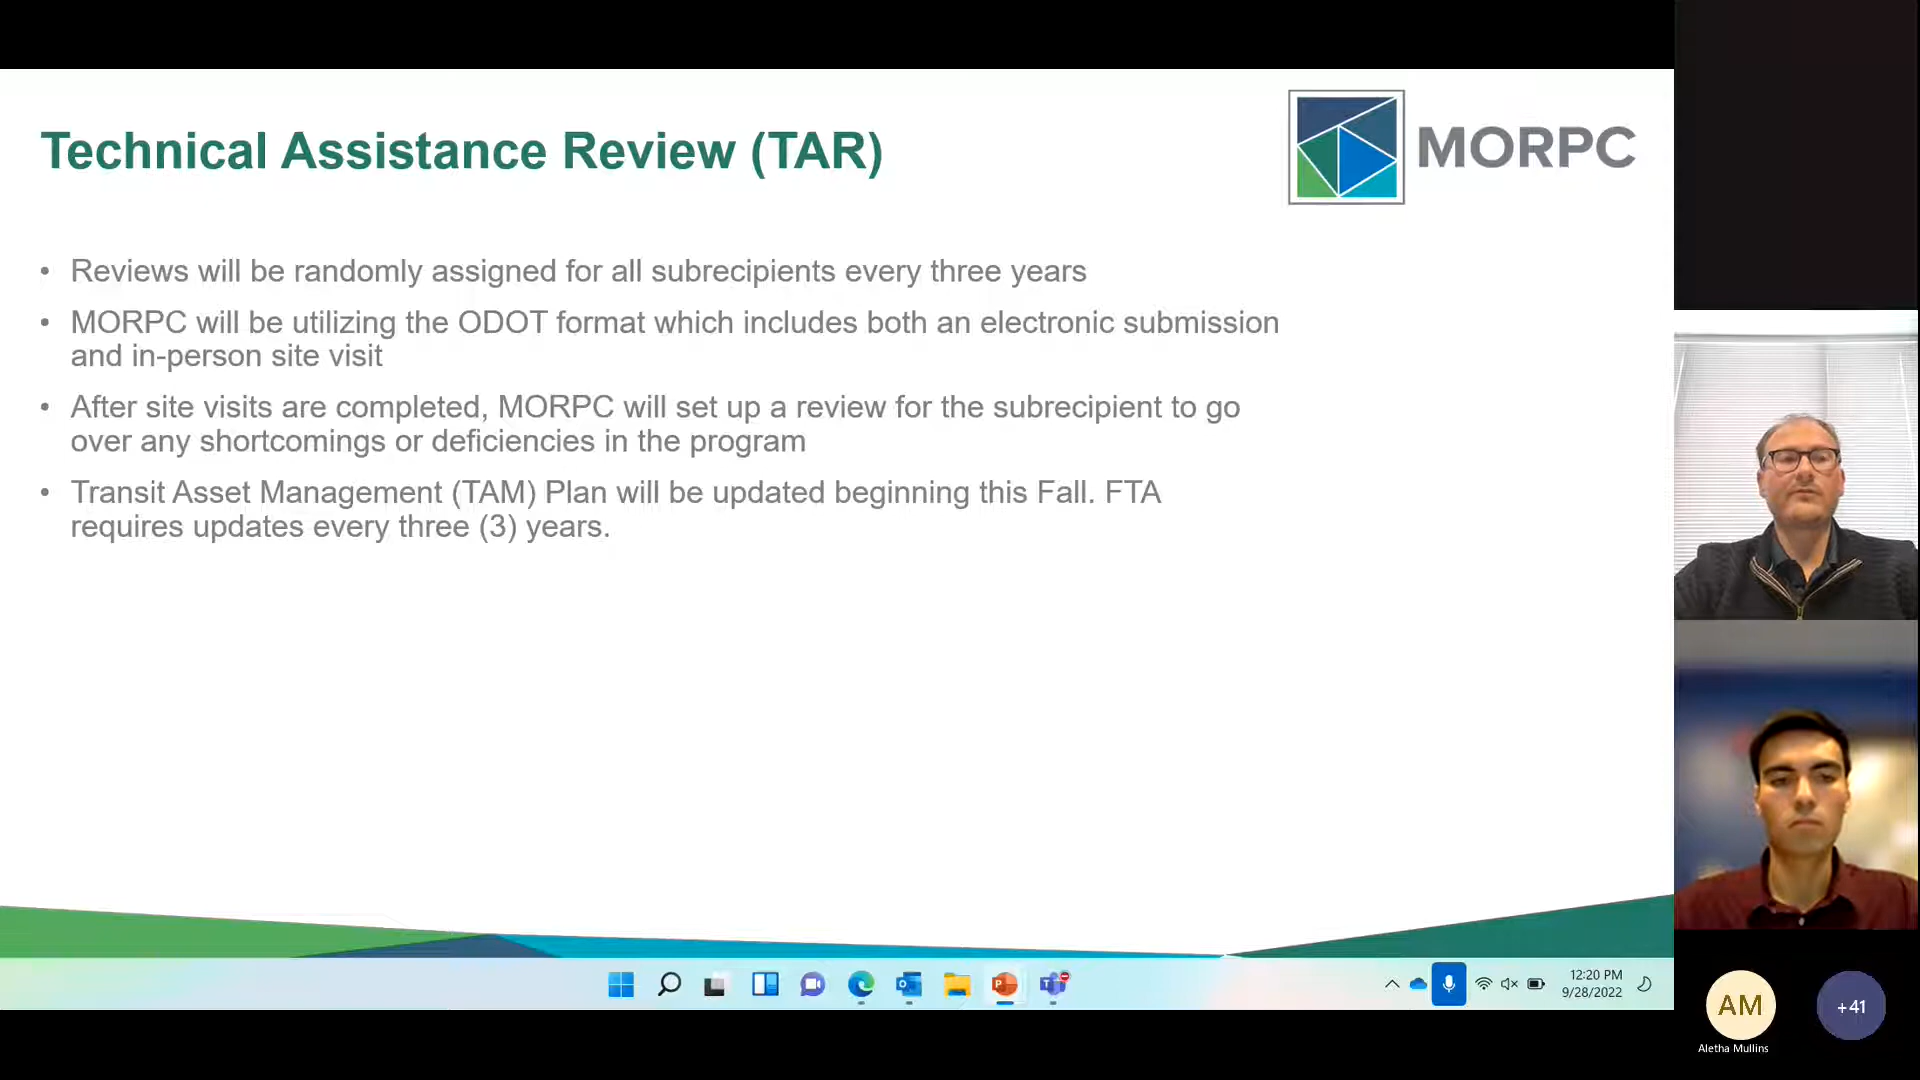 Technical Assistance Review (TAR)
MORPC
• Reviews will be randomly assigned for all subrecipients every three years
• MORPC will be utilizing the ODOT format which includes both an electronic submission
and in-person site visit
• After site visits are completed, MORPC will set up a review for the subrecipient to go
over any shortcomings or deficiencies in the program
• Transit Asset Management (TAM) Plan will be updated beginning this Fall. FTA
requires updates every three (3) years.
12:20 PM
9/28/2022
AM
+41
Aletha Mullins